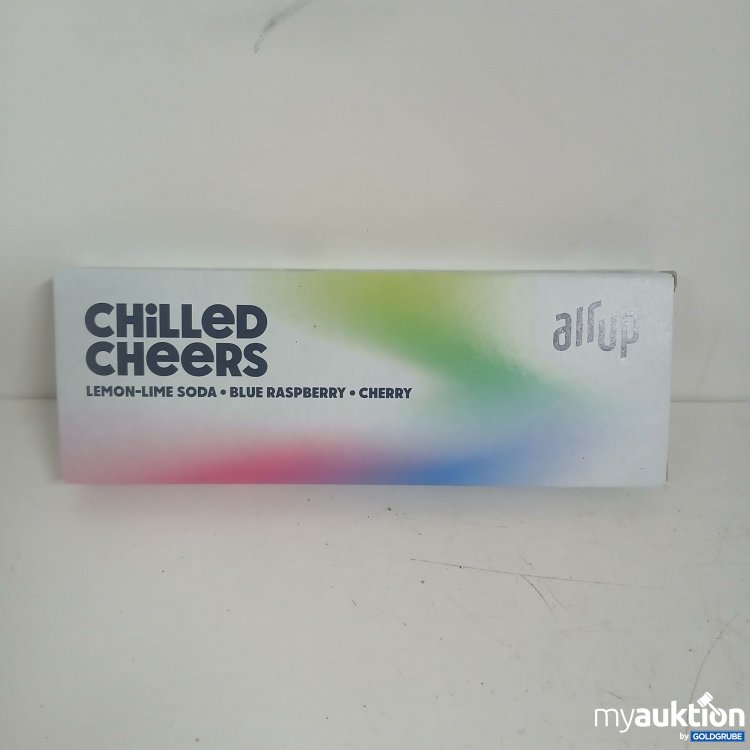 CHiLLeD
CHeeRS
LEMON-LIME SODA • BLUE RASPBERRY • CHERRY
air up
myauktion
by GOLDGRUBE